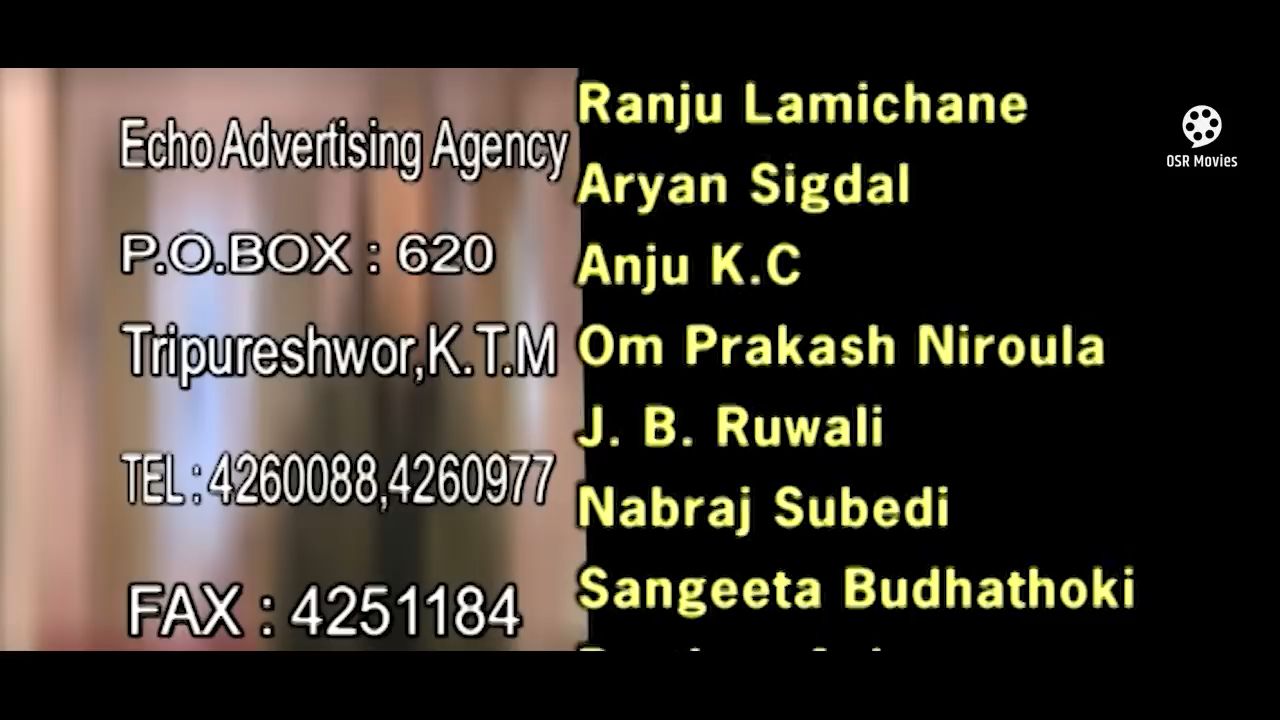 Echo Advertising Agency
P.O.BOX : 620
Tripureshwor,K.T.M
TEL : 4260088,4260977
FAX : 4251184
Ranju Lamichane
Aryan Sigdal
Anju K.C
Om Prakash Niroula
J. B. Ruwali
Nabraj Subedi
Sangeeta Budhathoki
OSR Movies